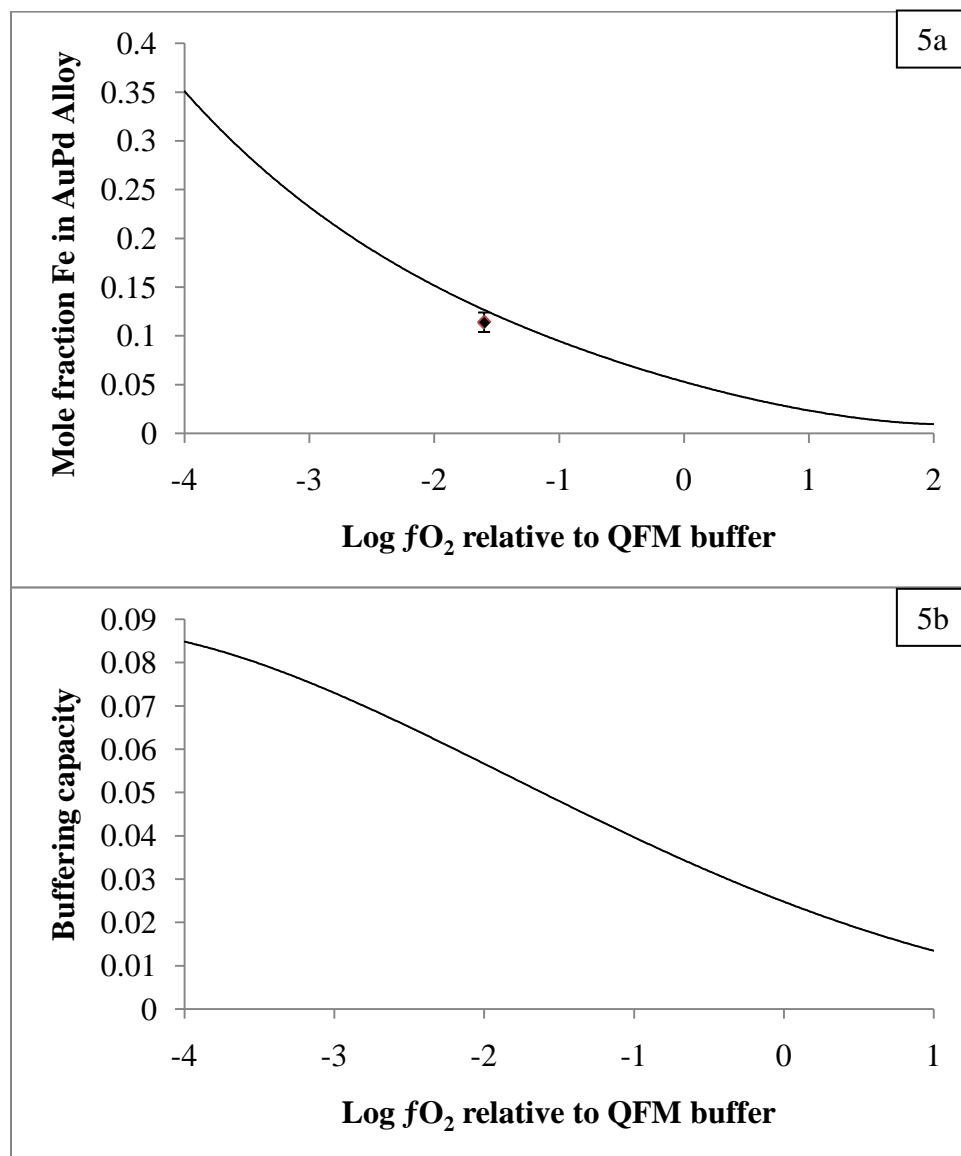 5a
Mole fraction Fe in AuPd Alloy
0.4
0.35
0.3
0.25
0.2
0.15
0.1
0.05
0
-4 -3 -2 -1 0 1 2
Log ƒO₂ relative to QFM buffer
5b
Buffering capacity
0.09
0.08
0.07
0.06
0.05
0.04
0.03
0.02
0.01
0
-4 -3 -2 -1 0 1
Log ƒO₂ relative to QFM buffer